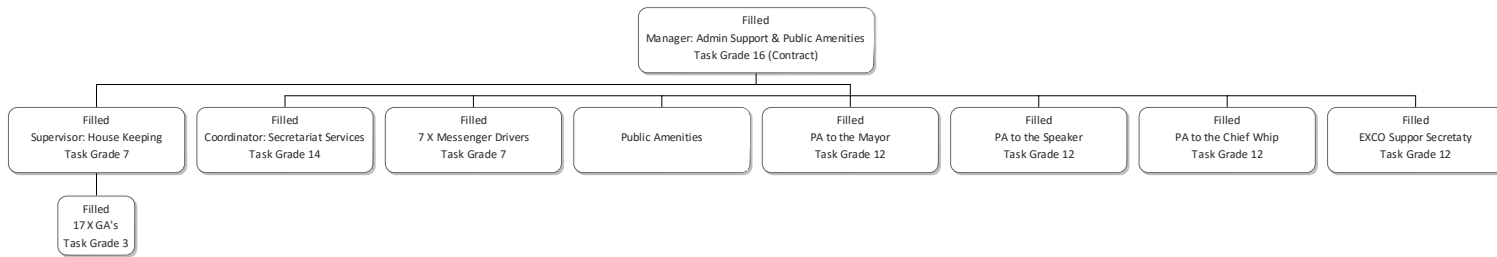 Filled
Manager: Admin Support & Public Amenities
Task Grade 16 (Contract)
Filled
Supervisor: House Keeping
Task Grade 7
Filled
Coordinator: Secretariat Services
Task Grade 14
Filled
7 X Messenger Drivers
Task Grade 7
Public Amenities
Filled
PA to the Mayor
Task Grade 12
Filled
PA to the Speaker
Task Grade 12
Filled
PA to the Chief Whip
Task Grade 12
Filled
EXCO Suppor Secretaty
Task Grade 12
Filled
17 X GA's
Task Grade 3